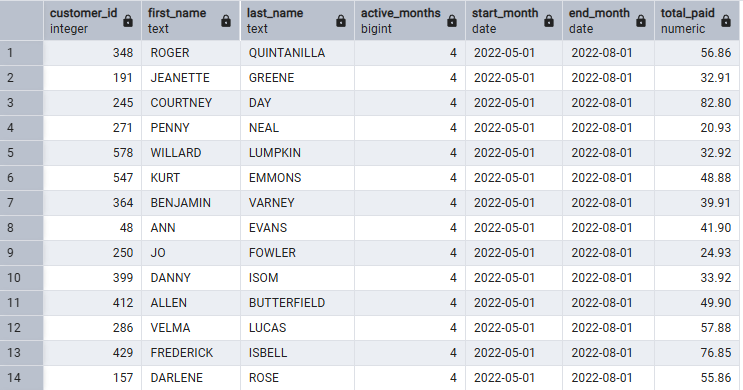 customer_id first_name last_name active_months start_month end_month total_paid
integer text text bigint date date numeric
1 348 ROGER QUINTANILLA 4 2022-05-01 2022-08-01 56.86
2 191 JEANETTE GREENE 4 2022-05-01 2022-08-01 32.91
3 245 COURTNEY DAY 4 2022-05-01 2022-08-01 82.80
4 271 PENNY NEAL 4 2022-05-01 2022-08-01 20.93
5 578 WILLARD LUMPKIN 4 2022-05-01 2022-08-01 32.92
6 547 KURT EMMONS 4 2022-05-01 2022-08-01 48.88
7 364 BENJAMIN VARNEY 4 2022-05-01 2022-08-01 39.91
8 48 ANN EVANS 4 2022-05-01 2022-08-01 41.90
9 250 JO FOWLER 4 2022-05-01 2022-08-01 24.93
10 399 DANNY ISOM 4 2022-05-01 2022-08-01 33.92
11 412 ALLEN BUTTERFIELD 4 2022-05-01 2022-08-01 49.90
12 286 VELMA LUCAS 4 2022-05-01 2022-08-01 57.88
13 429 FREDERICK ISBELL 4 2022-05-01 2022-08-01 76.85
14 157 DARLENE ROSE 4 2022-05-01 2022-08-01 55.86